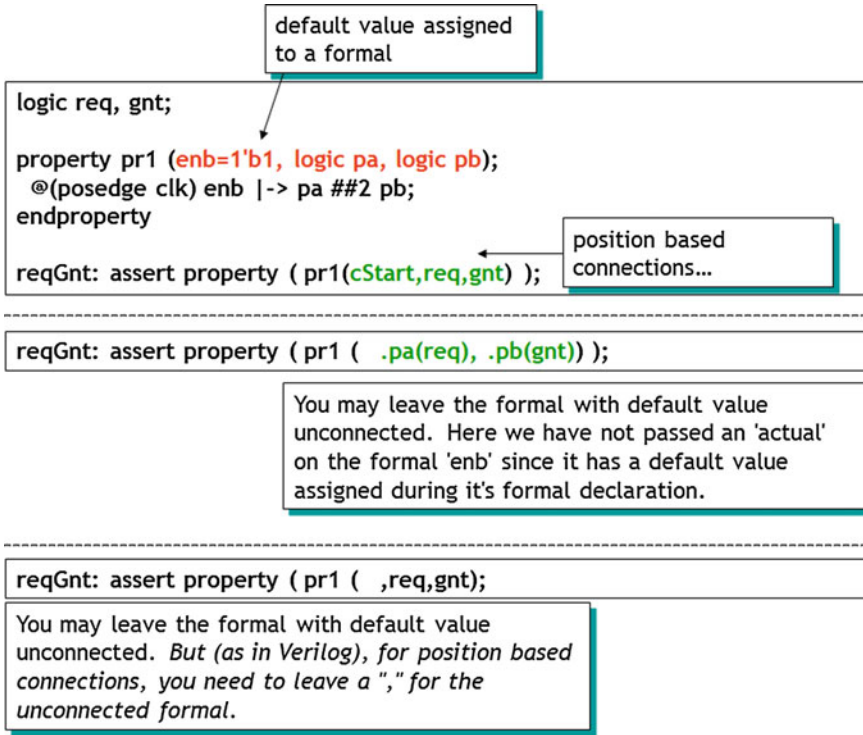 default value assigned
to a formal
logic req, gnt;
property pr1 (enb=1'b1, logic pa, logic pb);
@(posedge clk) enb |-> pa ##2 pb;
endproperty
position based
connections…
reqGnt: assert property ( pr1(cStart,req,gnt) );
reqGnt: assert property ( pr1 ( .pa(req), .pb(gnt)) );
You may leave the formal with default value
unconnected. Here we have not passed an 'actual'
on the formal 'enb' since it has a default value
assigned during it's formal declaration.
reqGnt: assert property ( pr1 ( ,req,gnt);
You may leave the formal with default value
unconnected. But (as in Verilog), for position based
connections, you need to leave a "," for the
unconnected formal.